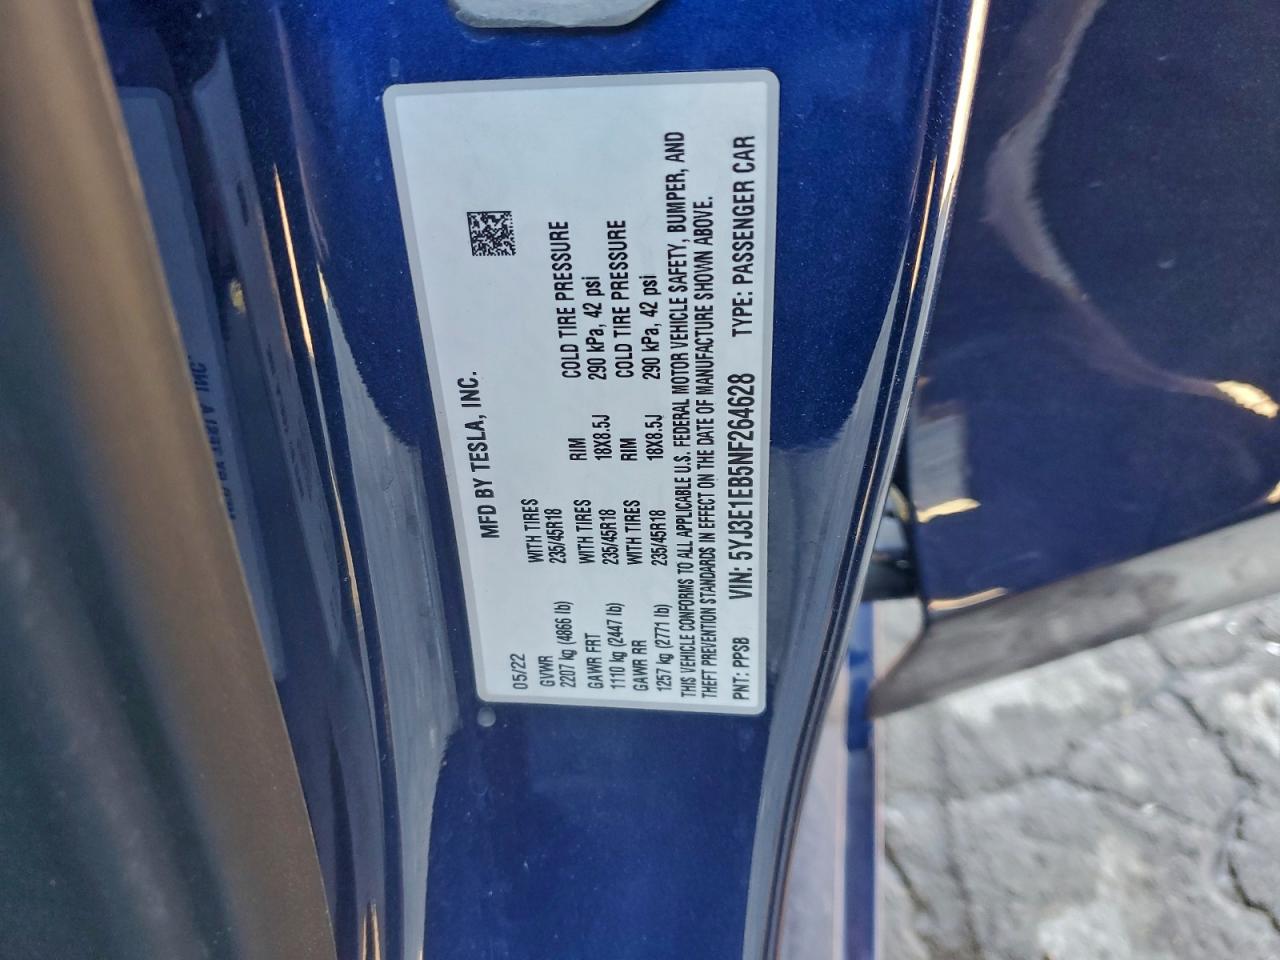 MFD BY TESLA, INC.
05/22
GVWR WITH TIRES RIM COLD TIRE PRESSURE
2207 kg (4866 lb) 235/45R18 18X8.5J 290 kPa, 42 psi
GAWR FRT WITH TIRES RIM COLD TIRE PRESSURE
1110 kg (2447 lb) 235/45R18 18X8.5J 290 kPa, 42 psi
GAWR RR WITH TIRES
1257 kg (2771 lb) 235/45R18
THIS VEHICLE CONFORMS TO ALL APPLICABLE U.S. FEDERAL MOTOR VEHICLE SAFETY, BUMPER, AND
THEFT PREVENTION STANDARDS IN EFFECT ON THE DATE OF MANUFACTURE SHOWN ABOVE.
PNT: PPSB VIN: 5YJ3E1EB5NF264628 TYPE: PASSENGER CAR